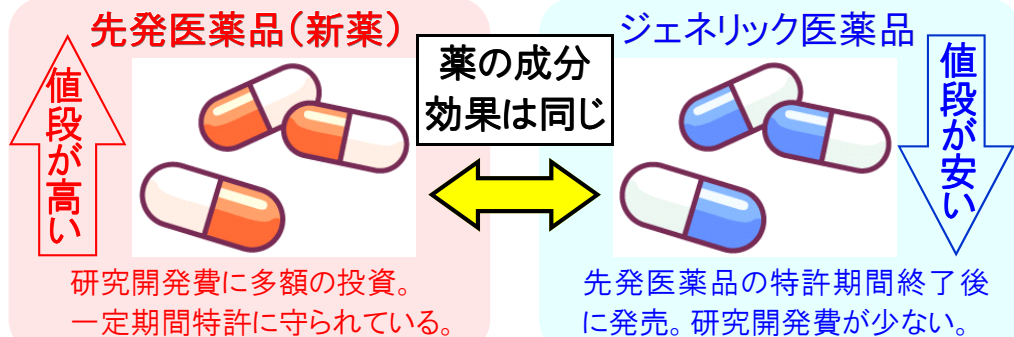 先発医薬品(新薬)
値段が高い
研究開発費に多額の投資。
一定期間特許に守られている。
薬の成分
効果は同じ
ジェネリック医薬品
値段が安い
先発医薬品の特許期間終了後
に発売。研究開発費が少ない。